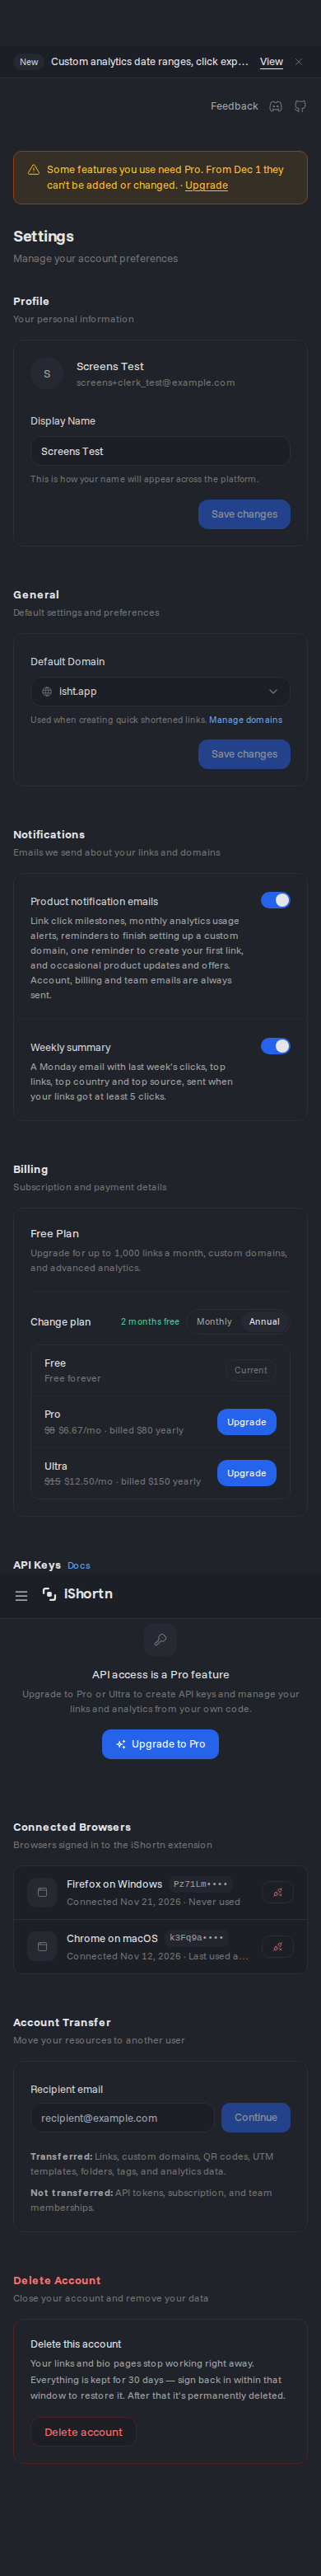 New Custom analytics date ranges, click exp... View
Feedback
Some features you use need Pro. From Dec 1 they
can't be added or changed. · Upgrade
Settings
Manage your account preferences
Profile
Your personal information
S
Screens Test
screens+clerk_test@example.com
Display Name
Screens Test
This is how your name will appear across the platform.
Save changes
General
Default settings and preferences
Default Domain
isht.app
Used when creating quick shortened links. Manage domains
Save changes
Notifications
Emails we send about your links and domains
Product notification emails
Link click milestones, monthly analytics usage
alerts, reminders to finish setting up a custom
domain, one reminder to create your first link,
and occasional product updates and offers.
Account, billing and team emails are always
sent.
Weekly summary
A Monday email with last week's clicks, top
links, top country and top source, sent when
your links got at least 5 clicks.
Billing
Subscription and payment details
Free Plan
Upgrade for up to 1,000 links a month, custom domains,
and advanced analytics.
Change plan 2 months free Monthly Annual
Free
Free forever
Current
Pro
$8 $6.67/mo · billed $80 yearly
Upgrade
Ultra
$15 $12.50/mo · billed $150 yearly
Upgrade
API Keys Docs
IShortn
API access is a Pro feature
Upgrade to Pro or Ultra to create API keys and manage your
links and analytics from your own code.
Upgrade to Pro
Connected Browsers
Browsers signed in to the iShortn extension
Firefox on Windows Pz71Lm••••
Connected Nov 21, 2026 · Never used
Chrome on macOS k3Fq9a••••
Connected Nov 12, 2026 · Last used a...
Account Transfer
Move your resources to another user
Recipient email
recipient@example.com
Continue
Transferred: Links, custom domains, QR codes, UTM
templates, folders, tags, and analytics data.
Not transferred: API tokens, subscription, and team
memberships.
Delete Account
Close your account and remove your data
Delete this account
Your links and bio pages stop working right away.
Everything is kept for 30 days — sign back in within that
window to restore it. After that it's permanently deleted.
Delete account